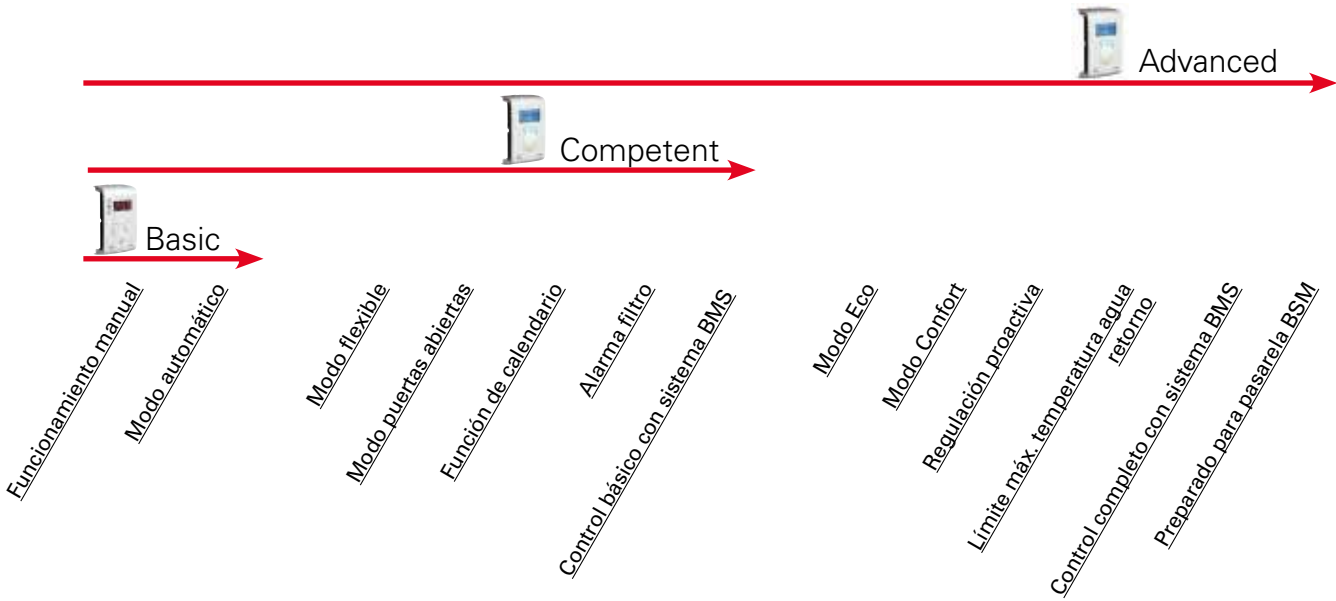 Advanced
Competent
Basic
Funcionamiento manual
Modo automático
Modo flexible
Modo puertas abiertas
Función de calendario
Alarma filtro
Control básico con sistema BMS
Modo Eco
Modo Confort
Regulación proactiva
Límite máx. temperatura agua
retorno
Control completo con sistema BMS
Preparado para pasarela BSM